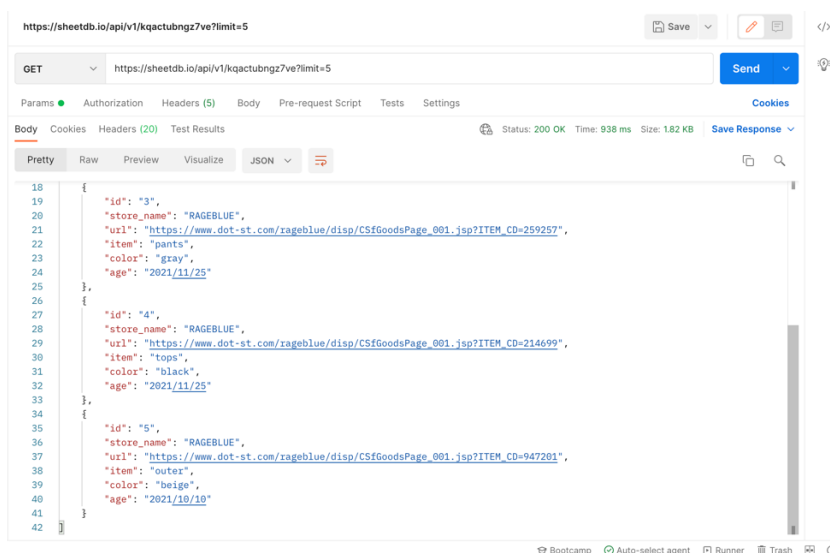 https://sheetdb.io/api/v1/kqactubngz7ve?limit=5
Save
GET
https://sheetdb.io/api/v1/kqactubngz7ve?limit=5
Send
Params
Authorization
Headers (5)
Body
Pre-request Script
Tests
Settings
Cookies
Body Cookies Headers (20) Test Results
Status: 200 OK Time: 938 ms Size: 1.82 KB Save Response
Pretty Raw Preview Visualize JSON
18 {
19 "id": "3",
20 "store_name": "RAGEBLUE",
21 "url": "https://www.dot-st.com/rageblue/disp/CSfGoodsPage_001.jsp?ITEM_CD=259257",
22 "item": "pants",
23 "color": "gray",
24 "age": "2021/11/25"
25 },
26 {
27 "id": "4",
28 "store_name": "RAGEBLUE",
29 "url": "https://www.dot-st.com/rageblue/disp/CSfGoodsPage_001.jsp?ITEM_CD=214699",
30 "item": "tops",
31 "color": "black",
32 "age": "2021/11/25"
33 },
34 {
35 "id": "5",
36 "store_name": "RAGEBLUE",
37 "url": "https://www.dot-st.com/rageblue/disp/CSfGoodsPage_001.jsp?ITEM_CD=947201",
38 "item": "outer",
39 "color": "beige",
40 "age": "2021/10/10"
41 }
42 ]
Bootcamp Auto-select agent Runner Trash